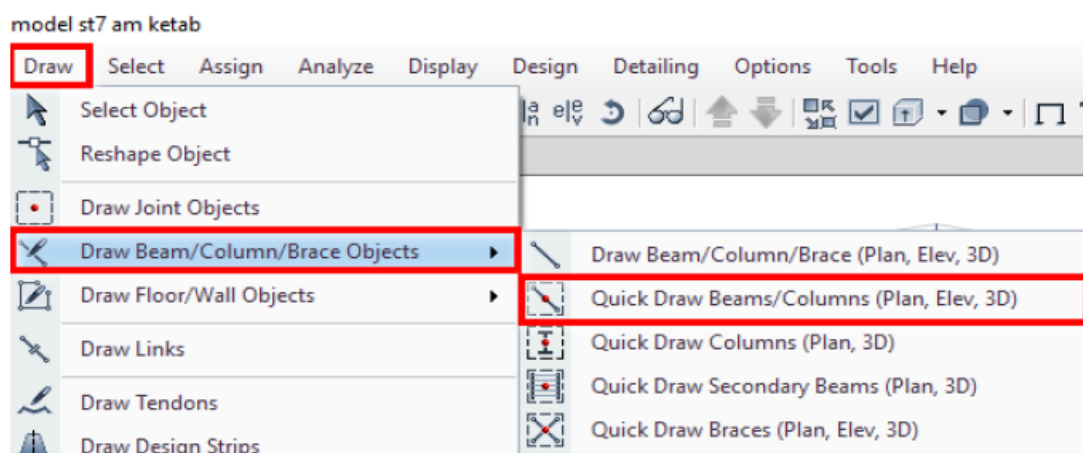 model st7 am ketab
Draw Select Assign Analyze Display Design Detailing Options Tools Help
Select Object
Reshape Object
Draw Joint Objects
Draw Beam/Column/Brace Objects
Draw Floor/Wall Objects
Draw Links
Draw Tendons
Draw Design Strips
Draw Beam/Column/Brace (Plan, Elev, 3D)
Quick Draw Beams/Columns (Plan, Elev, 3D)
Quick Draw Columns (Plan, 3D)
Quick Draw Secondary Beams (Plan, 3D)
Quick Draw Braces (Plan, Elev, 3D)